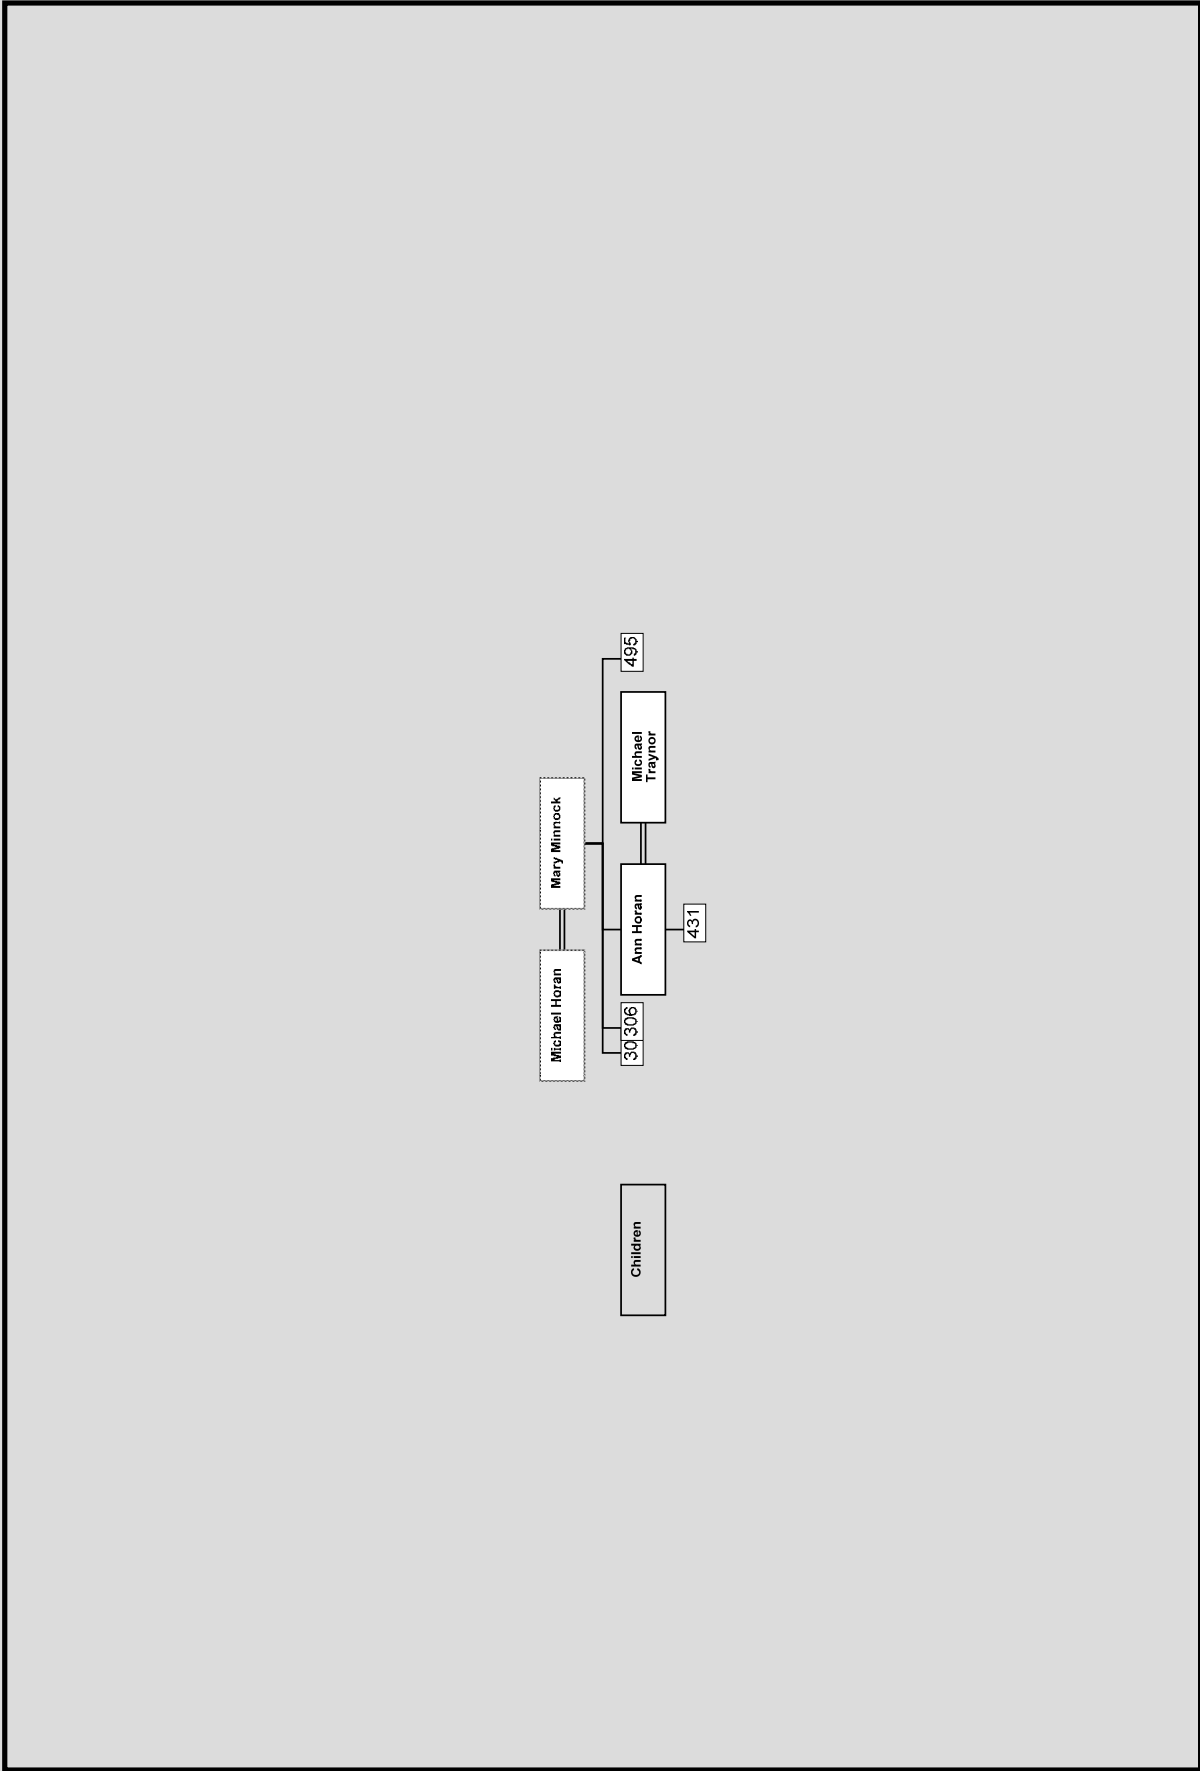 Michael Horan
Mary Minnock
Children
30
306
Ann Horan
Michael
Traynor
495
431